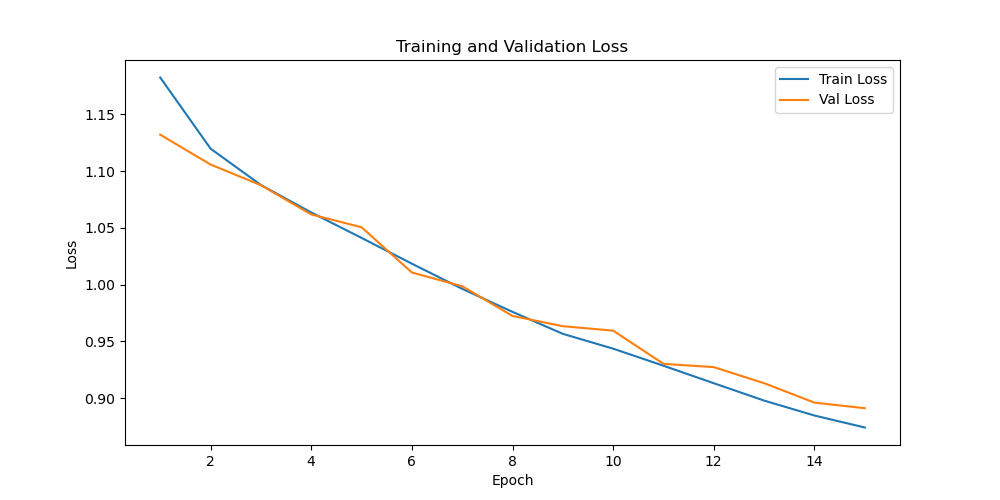 Training and Validation Loss
Train Loss
Val Loss
1.15
1.10
1.05
1.00
0.95
0.90
Loss
2 4 6 8 10 12 14
Epoch